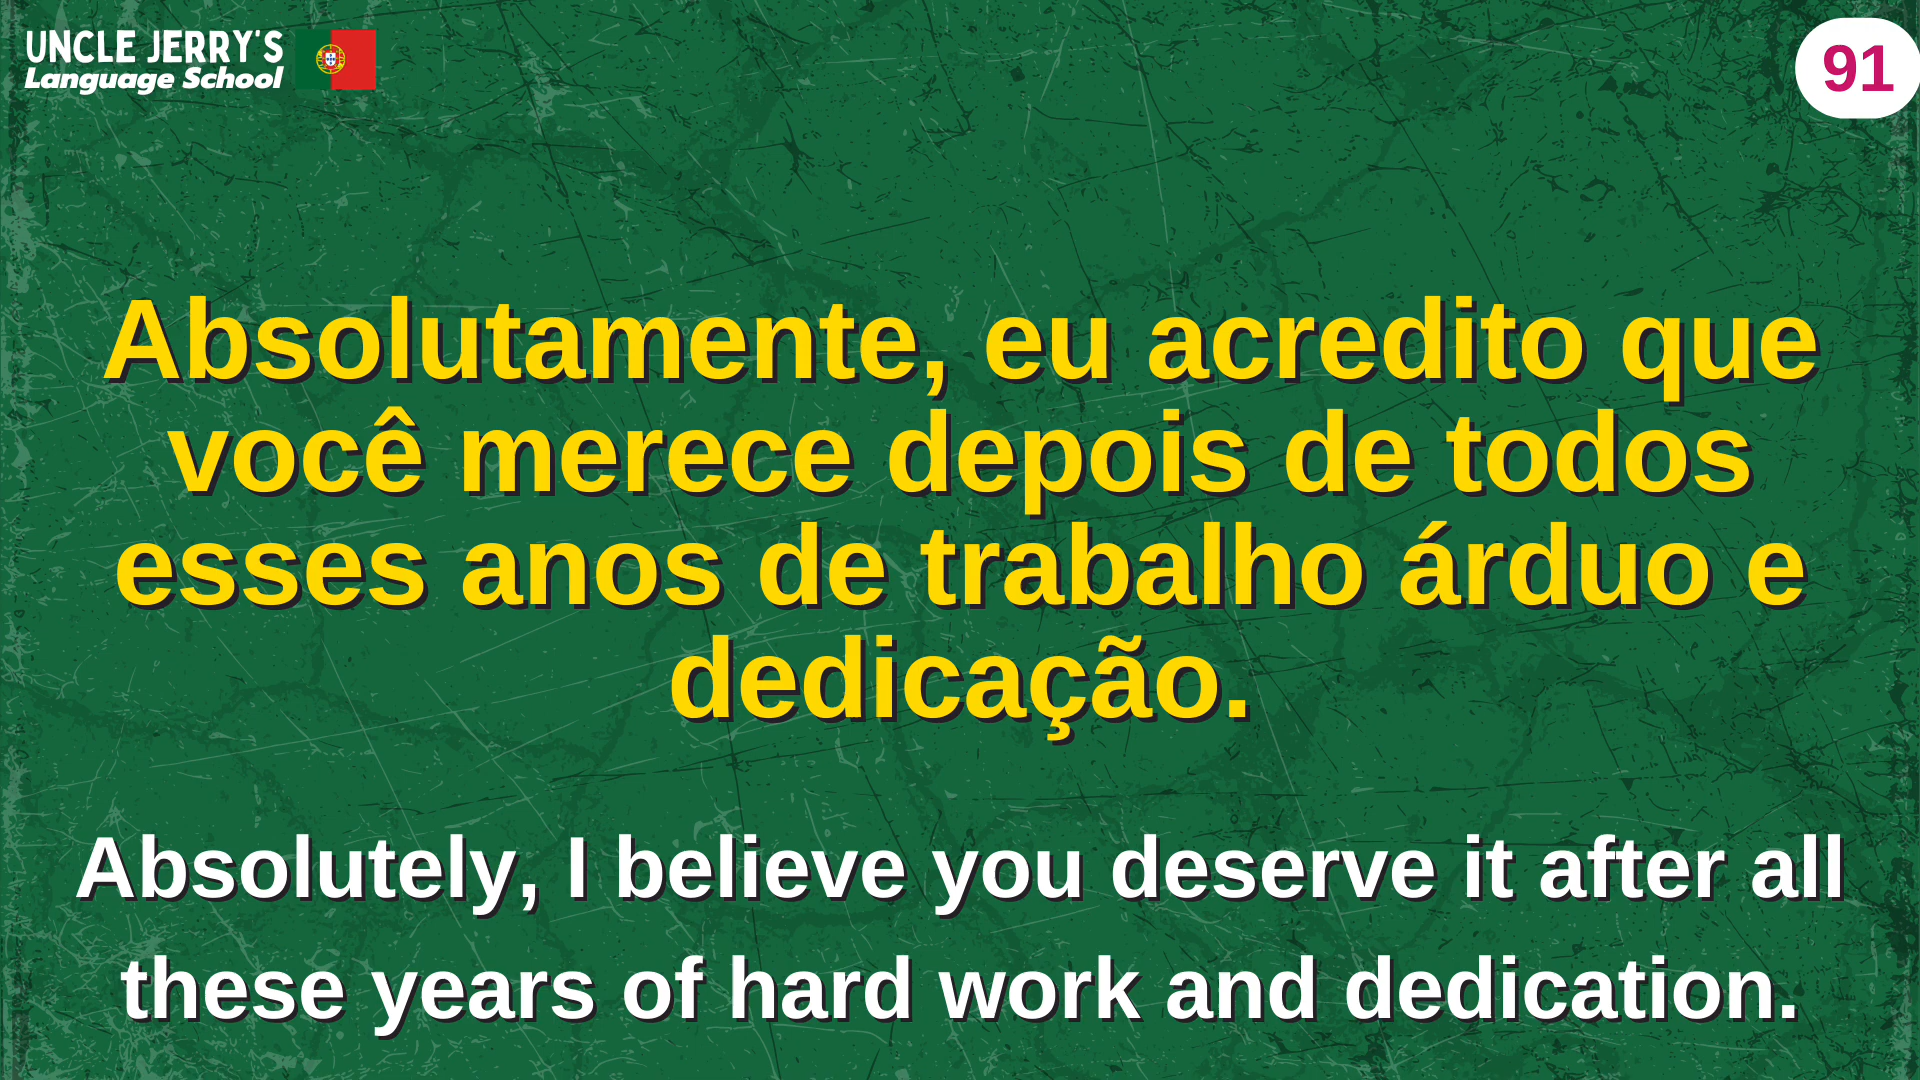 UNCLE JERRY'S
Language School
91
Absolutamente, eu acredito que
você merece depois de todos
esses anos de trabalho árduo e
dedicação.
Absolutely, I believe you deserve it after all
these years of hard work and dedication.